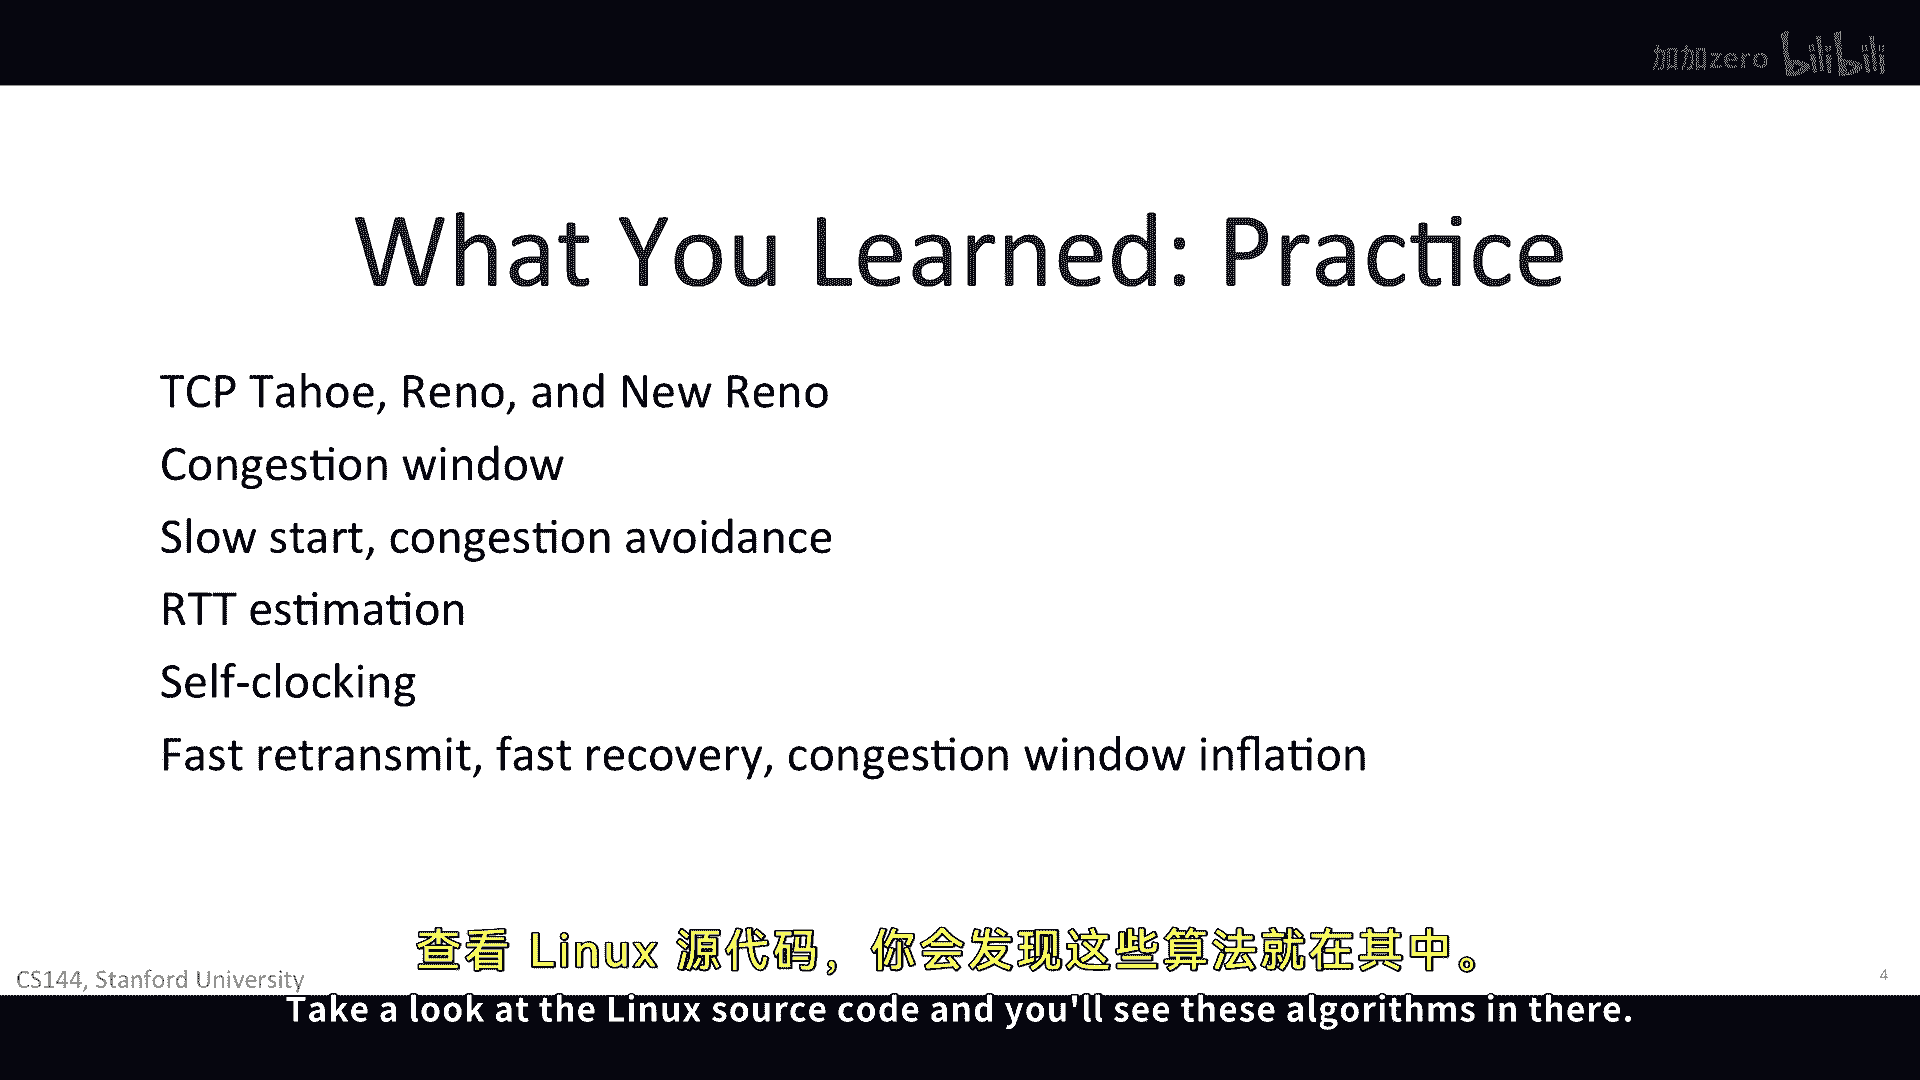 加加zero bilibili
What You Learned: Practice
TCP Tahoe, Reno, and New Reno
Congestion window
Slow start, congestion avoidance
RTT estimation
Self-clocking
Fast retransmit, fast recovery, congestion window inflation
查看 Linux 源代码，你会发现这些算法就在其中。
CS144, Stanford University
4
Take a look at the Linux source code and you'll see these algorithms in there.